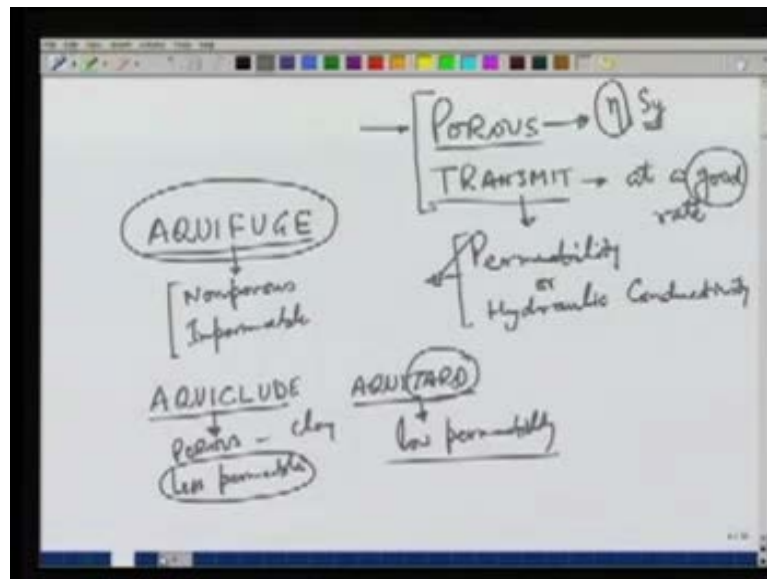 POROUS → η Sy
TRANSMIT → at a good
rate
Permeability
or
Hydraulic Conductivity
AQUIFUGE
Nonporous
Impermeable
AQUICLUDE
Porous - clay
less permeable
AQUITARD
low permeability